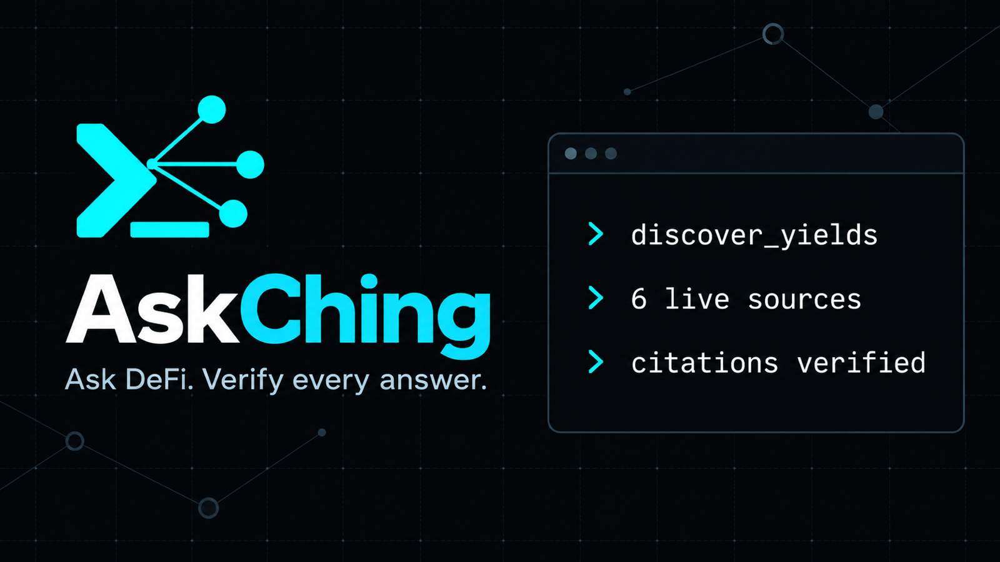 AskChing
Ask DeFi. Verify every answer.
> discover_yields
> 6 live sources
> citations verified